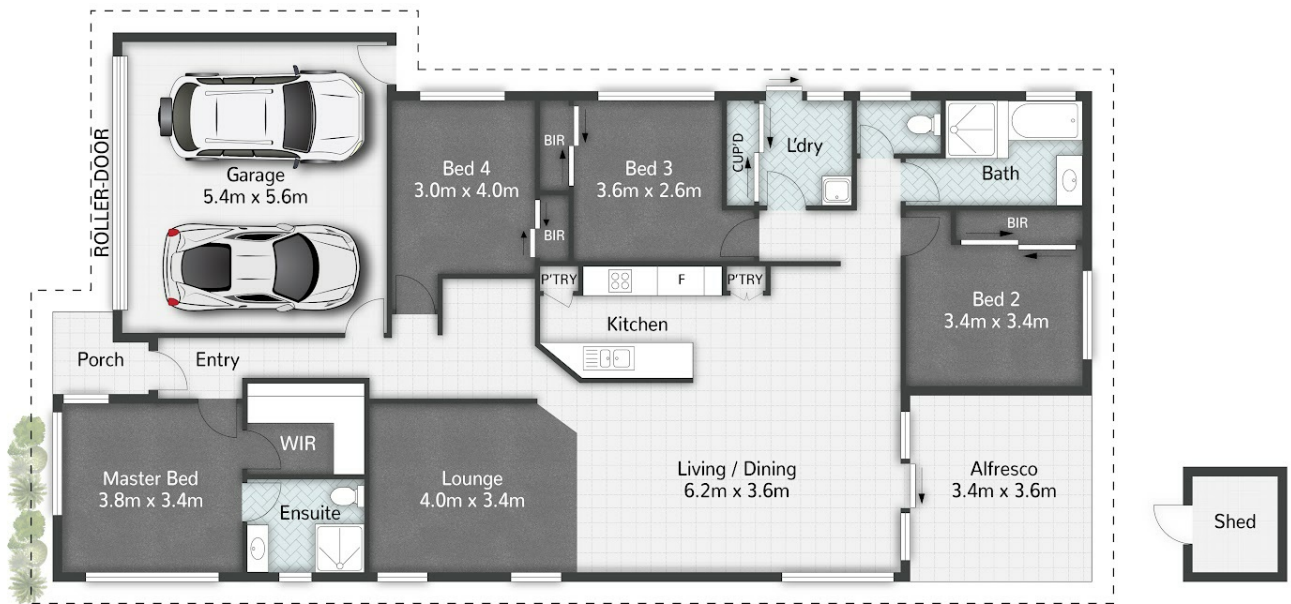 ROLLER-DOOR
Garage
5.4m x 5.6m
Bed 4
3.0m x 4.0m
BIR
BIR
Bed 3
3.6m x 2.6m
CUP'D
L'dry
Bath
BIR
Bed 2
3.4m x 3.4m
P'TRY
F
P'TRY
Kitchen
Porch
Entry
WIR
Master Bed
3.8m x 3.4m
Ensuite
Lounge
4.0m x 3.4m
Living / Dining
6.2m x 3.6m
Alfresco
3.4m x 3.6m
Shed